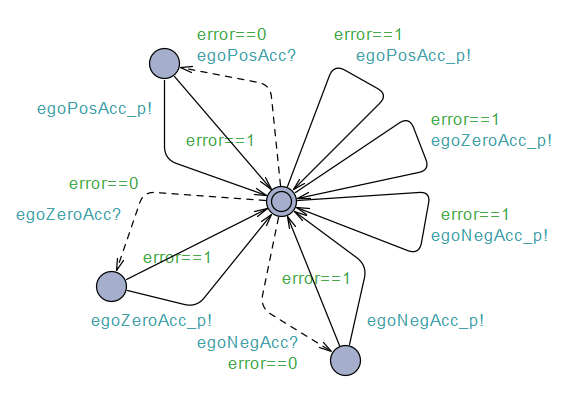 error==0
egoPosAcc?
error==1
egoPosAcc_p!
egoPosAcc_p!
error==1
error==1
egoZeroAcc_p!
error==0
egoZeroAcc?
error==1
egoNegAcc_p!
error==1
error==1
egoZeroAcc_p!
egoNegAcc_p!
egoNegAcc?
error==0